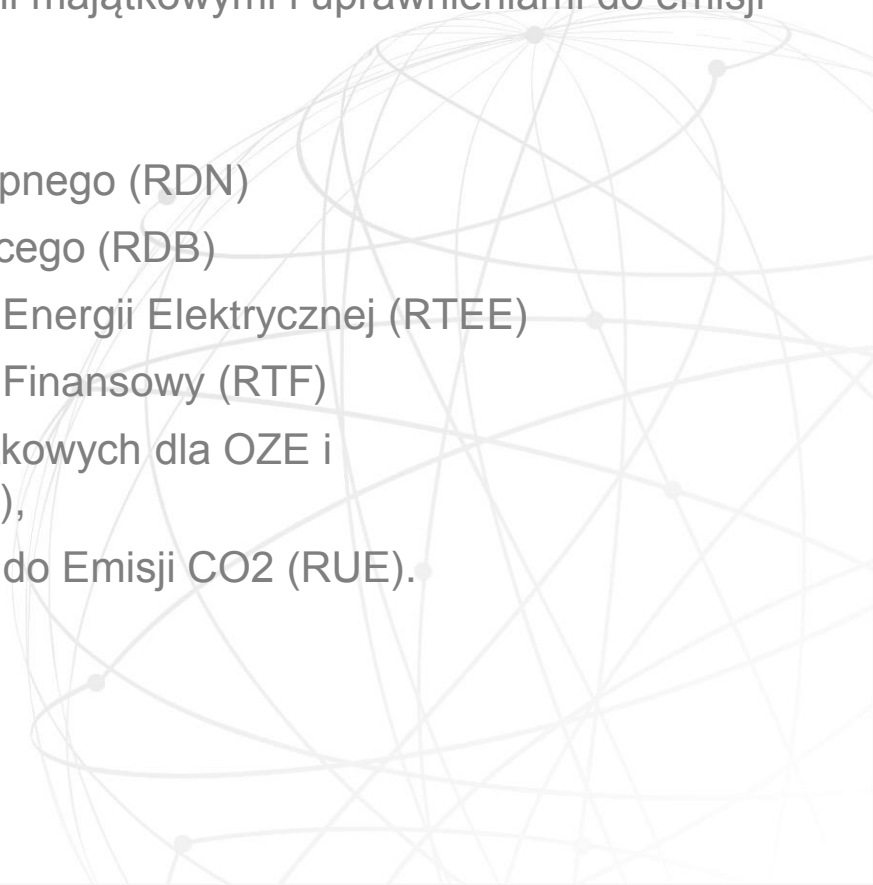 majątkowymi i uprawnieniami do emisji
pnego (RDN)
cego (RDB)
Energii Elektrycznej (RTEE)
Finansowy (RTF)
kowych dla OZE i
),
do Emisji CO2 (RUE).